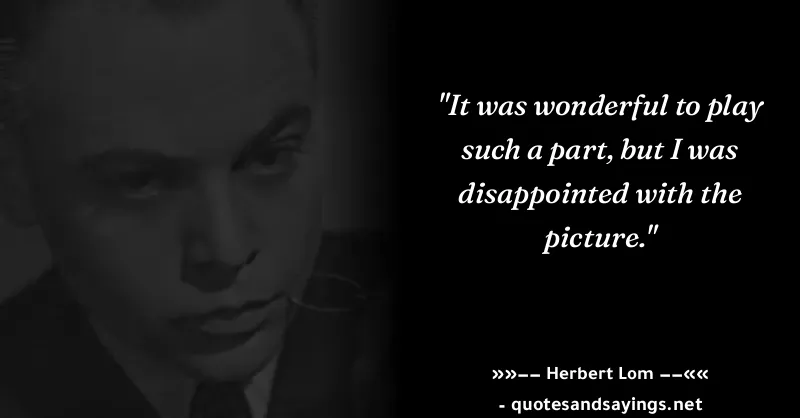 "It was wonderful to play
such a part, but I was
disappointed with the
picture."
»»–– Herbert Lom ––««
- quotesandsayings.net